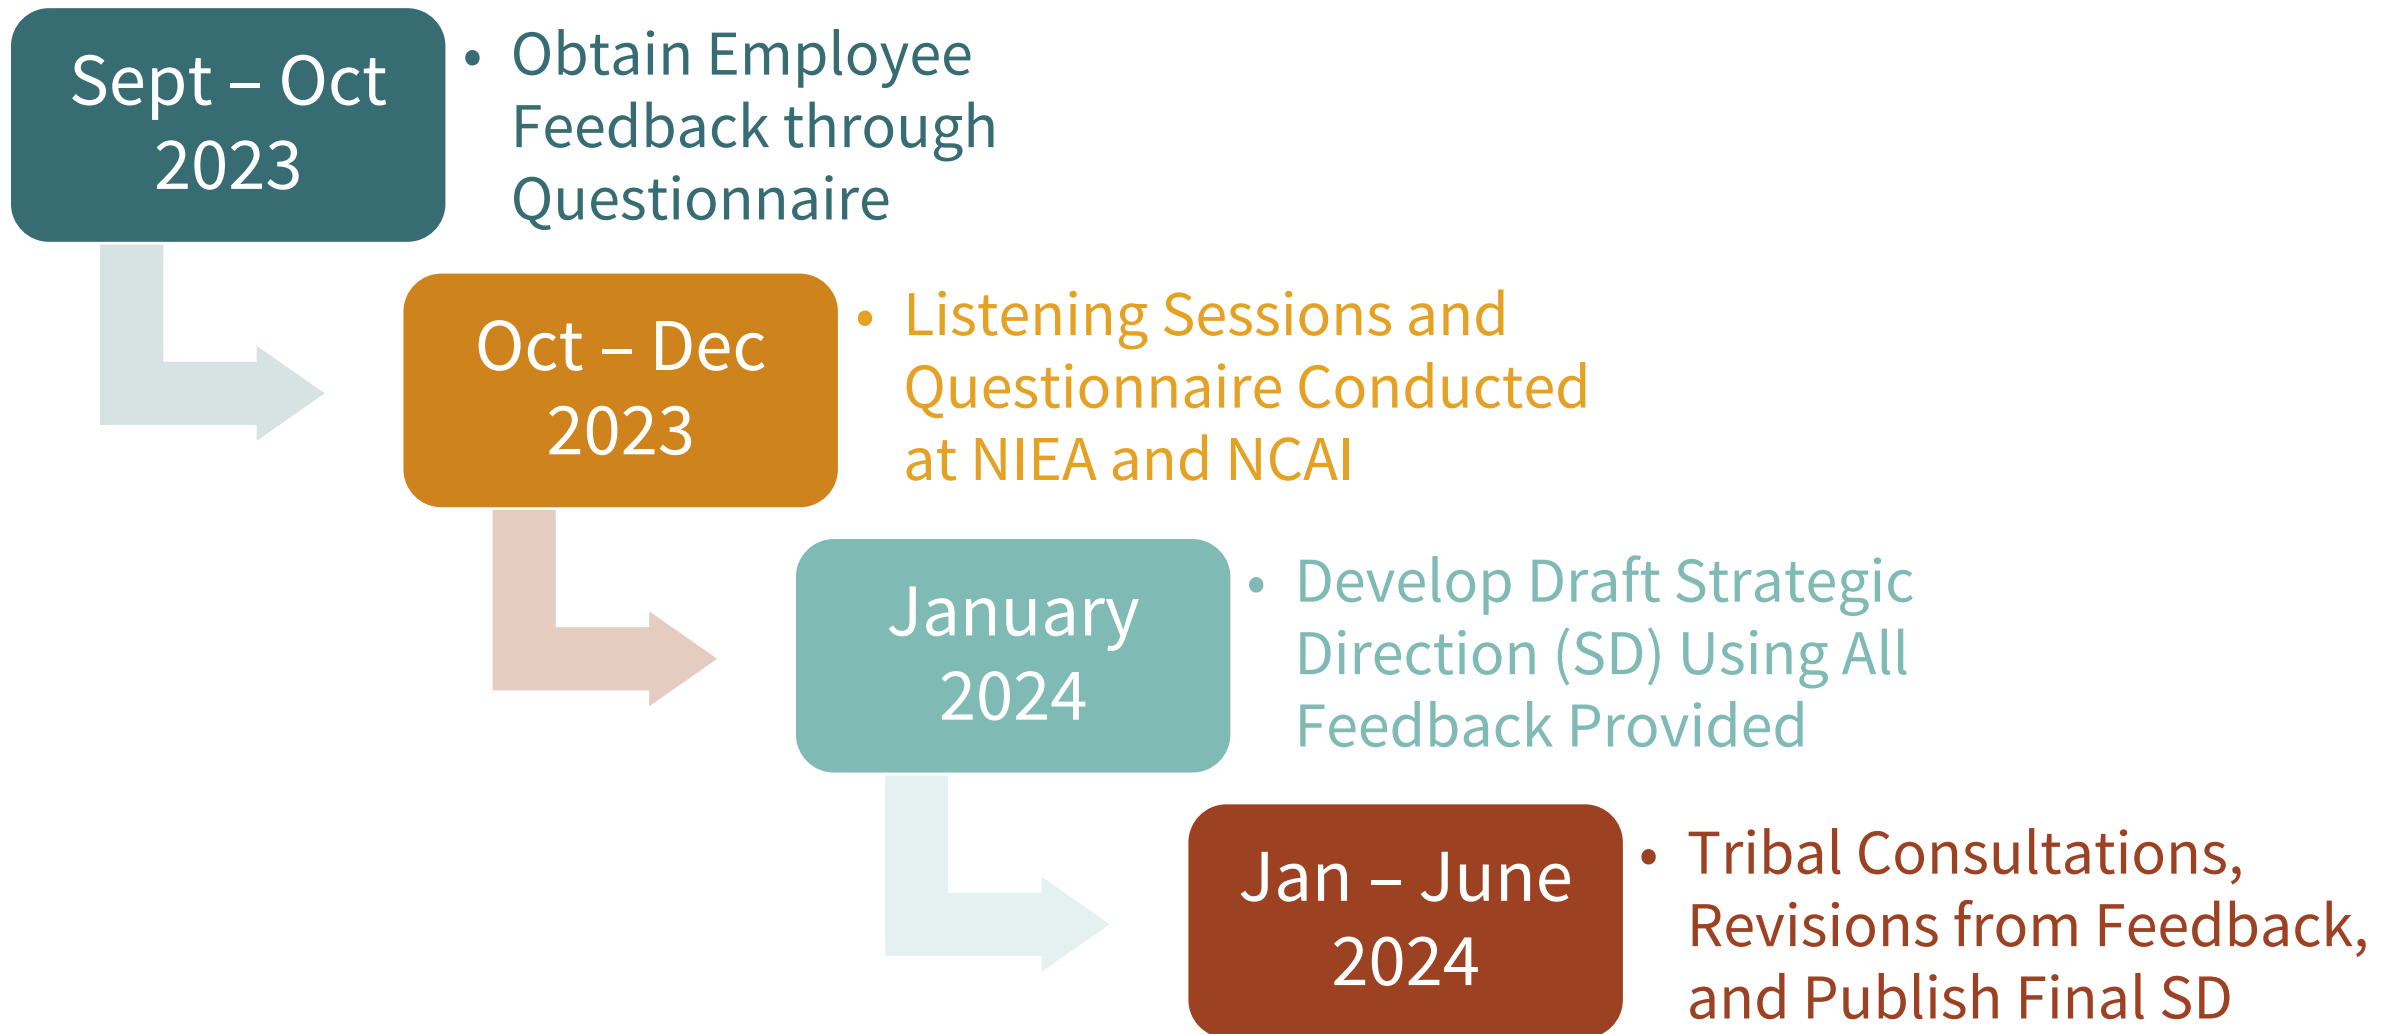 Sept – Oct
2023
• Obtain Employee
Feedback through
Questionnaire
Oct – Dec
2023
• Listening Sessions and
Questionnaire Conducted
at NIEA and NCAI
January
2024
• Develop Draft Strategic
Direction (SD) Using All
Feedback Provided
Jan – June
2024
• Tribal Consultations,
Revisions from Feedback,
and Publish Final SD